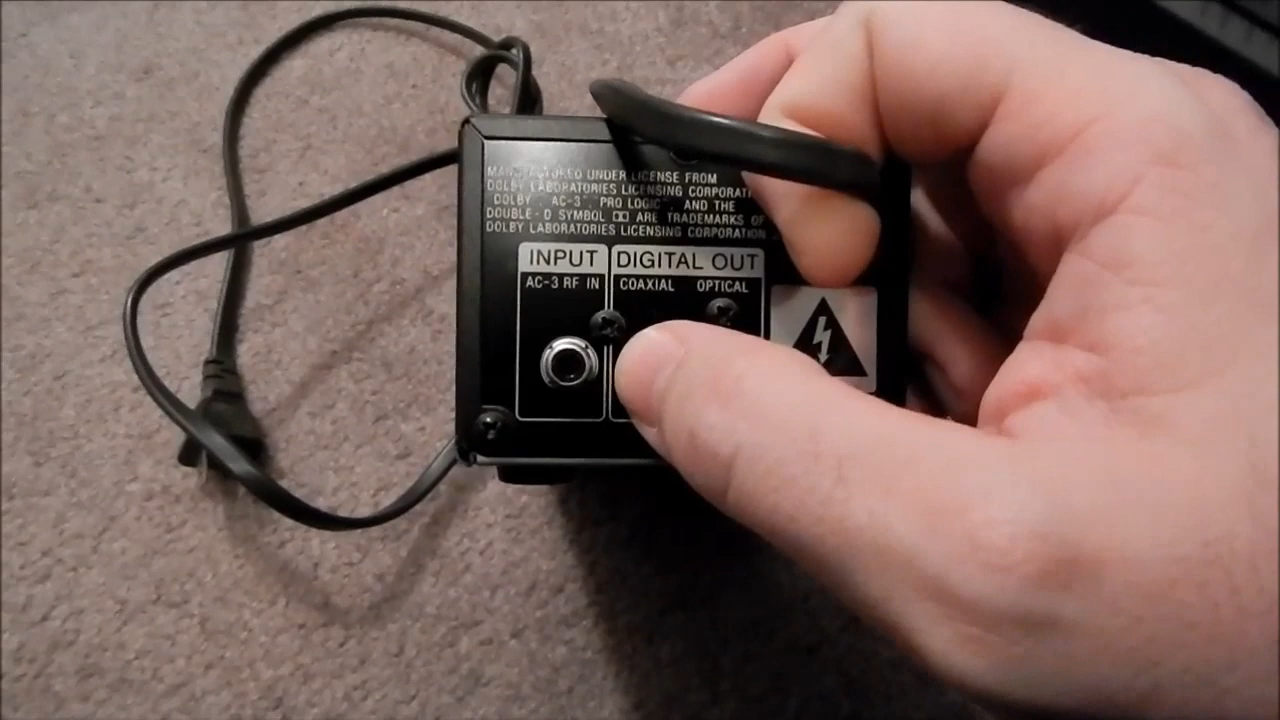 MANUFACTURED UNDER LICENSE FROM
DOLBY LABORATORIES LICENSING
DOLBY, "AC-3", "PRO LOGIC", AND THE
DOUBLE-D SYMBOL ARE TRADEMARKS OF
DOLBY LABORATORIES LICENSING CORPORATION.
INPUT DIGITAL OUT
AC-3 RF IN COAXIAL OPTICAL